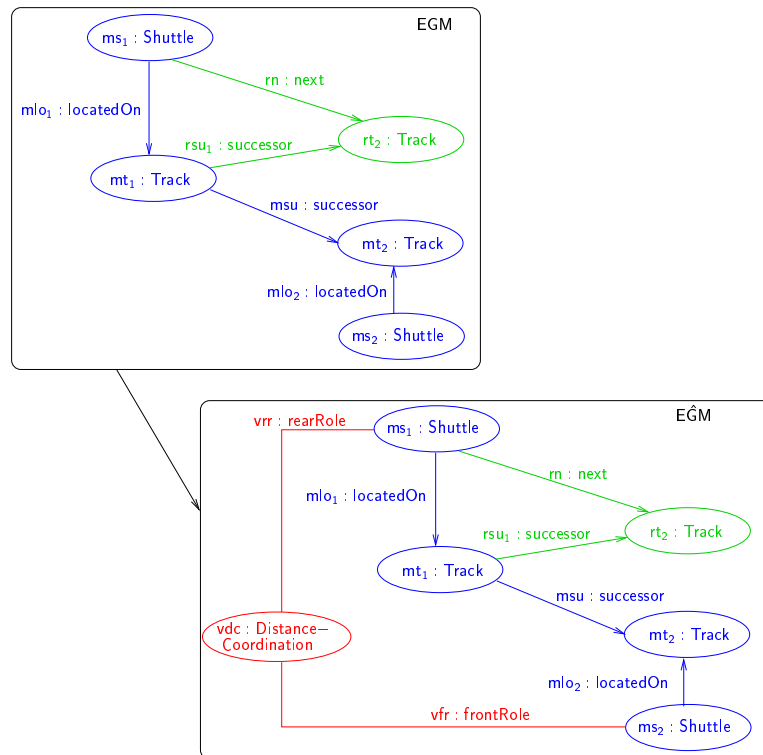 EGM
ms₁ : Shuttle
rn : next
mlo₁ : locatedOn
rsu₁ : successor
rt₂ : Track
mt₁ : Track
msu : successor
mt₂ : Track
mlo₂ : locatedOn
ms₂ : Shuttle
EĜM
vrr : rearRole
ms₁ : Shuttle
rn : next
mlo₁ : locatedOn
rsu₁ : successor
rt₂ : Track
mt₁ : Track
msu : successor
vdc : Distance−
Coordination
mt₂ : Track
mlo₂ : locatedOn
vfr : frontRole
ms₂ : Shuttle